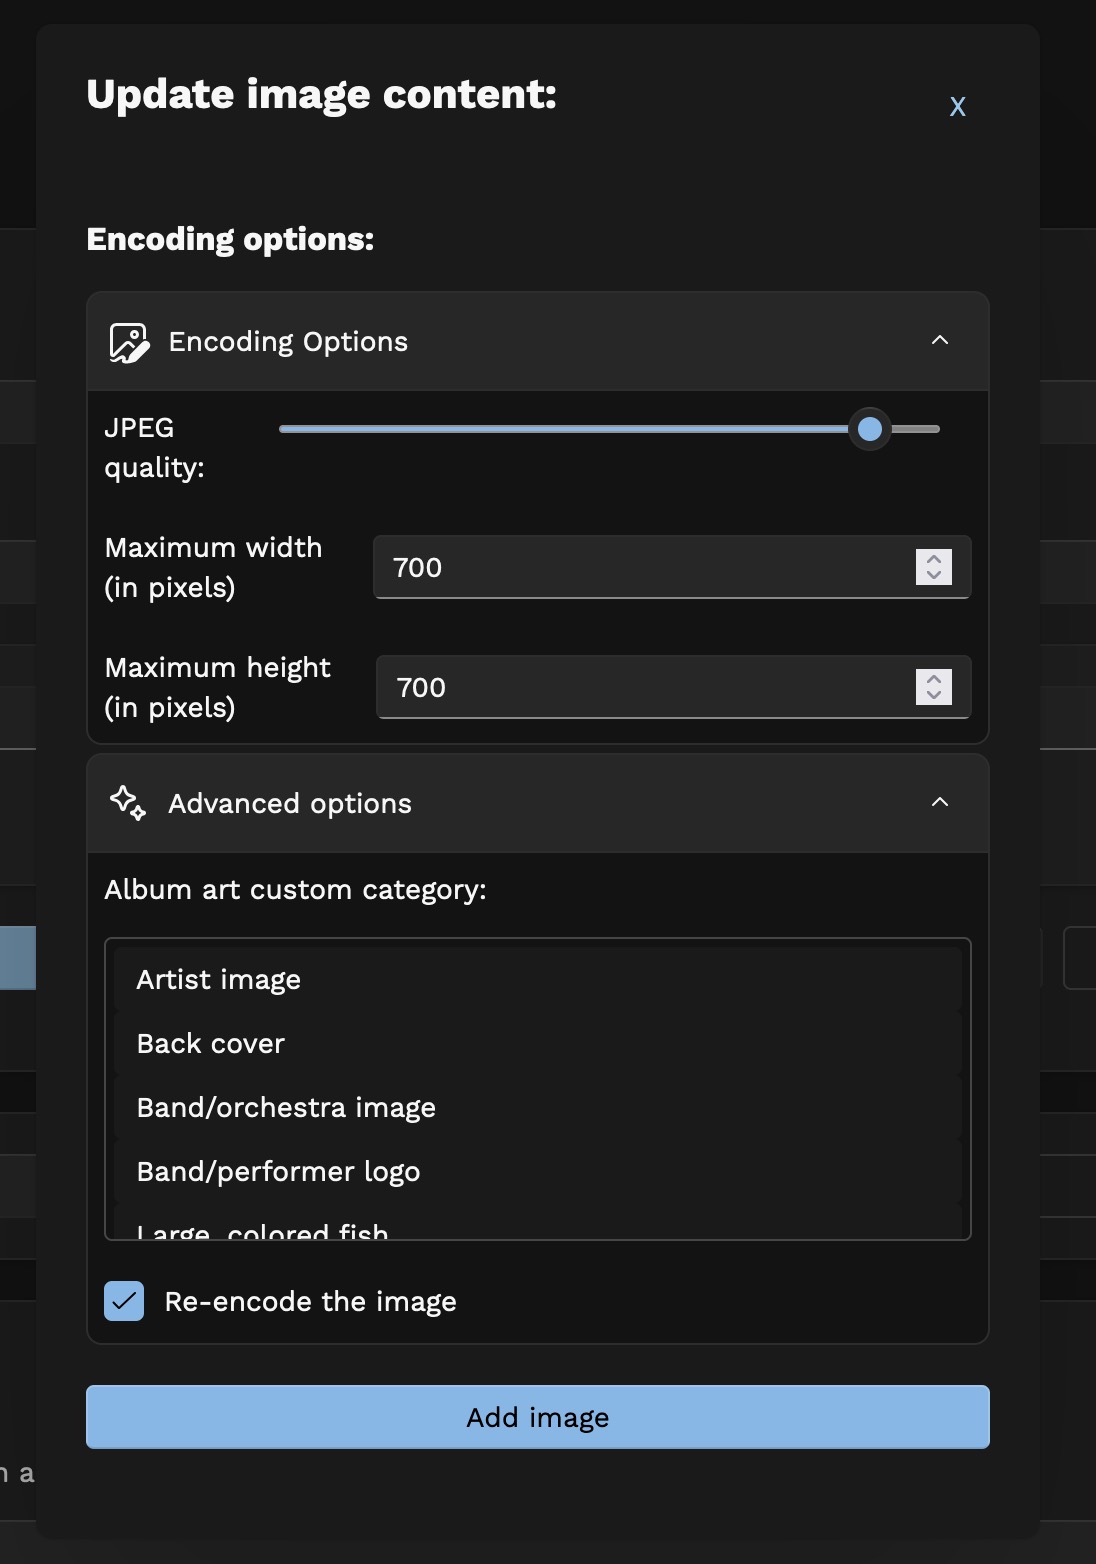 Update image content:
X
Encoding options:
Encoding Options
JPEG
quality:
Maximum width
(in pixels)
700
Maximum height
(in pixels)
700
Advanced options
Album art custom category:
Artist image
Back cover
Band/orchestra image
Band/performer logo
Large, colored fish
Re-encode the image
Add image
n a